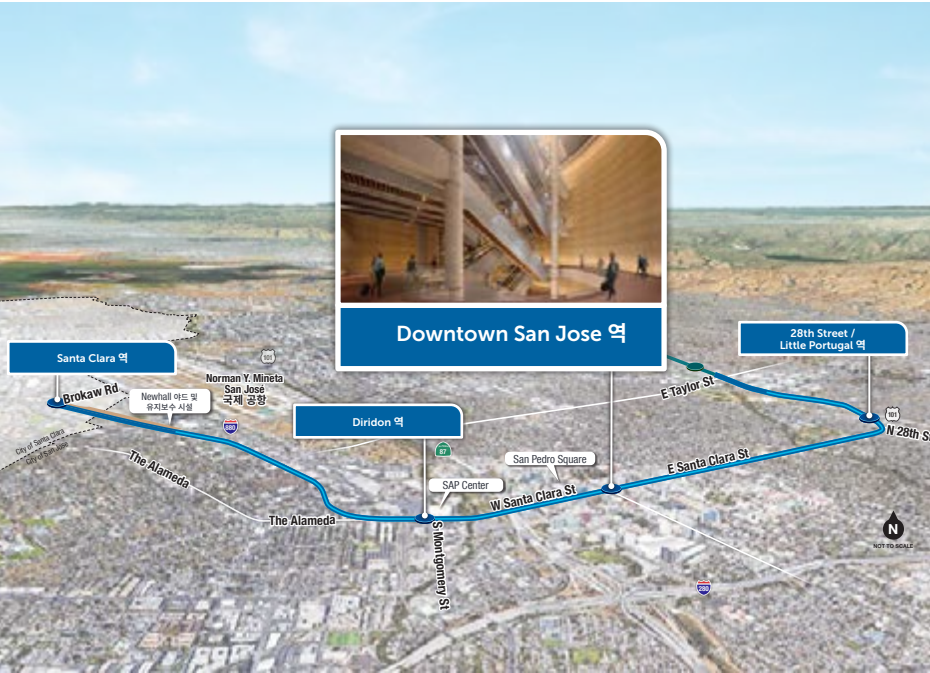 Downtown San Jose 역
28th Street /
Little Portugal 역
Santa Clara 역
101
Norman Y. Mineta
San José
국제 공항
Brokaw Rd
Newhall 야드 및
유지보수 시설
E Taylor St
Diridon 역
880
87
101
N 28th St
City of Santa Clara
City of San José
San Pedro Square
E Santa Clara St
The Alameda
SAP Center
W Santa Clara St
The Alameda
S Montgomery St
N
NOT TO SCALE
280